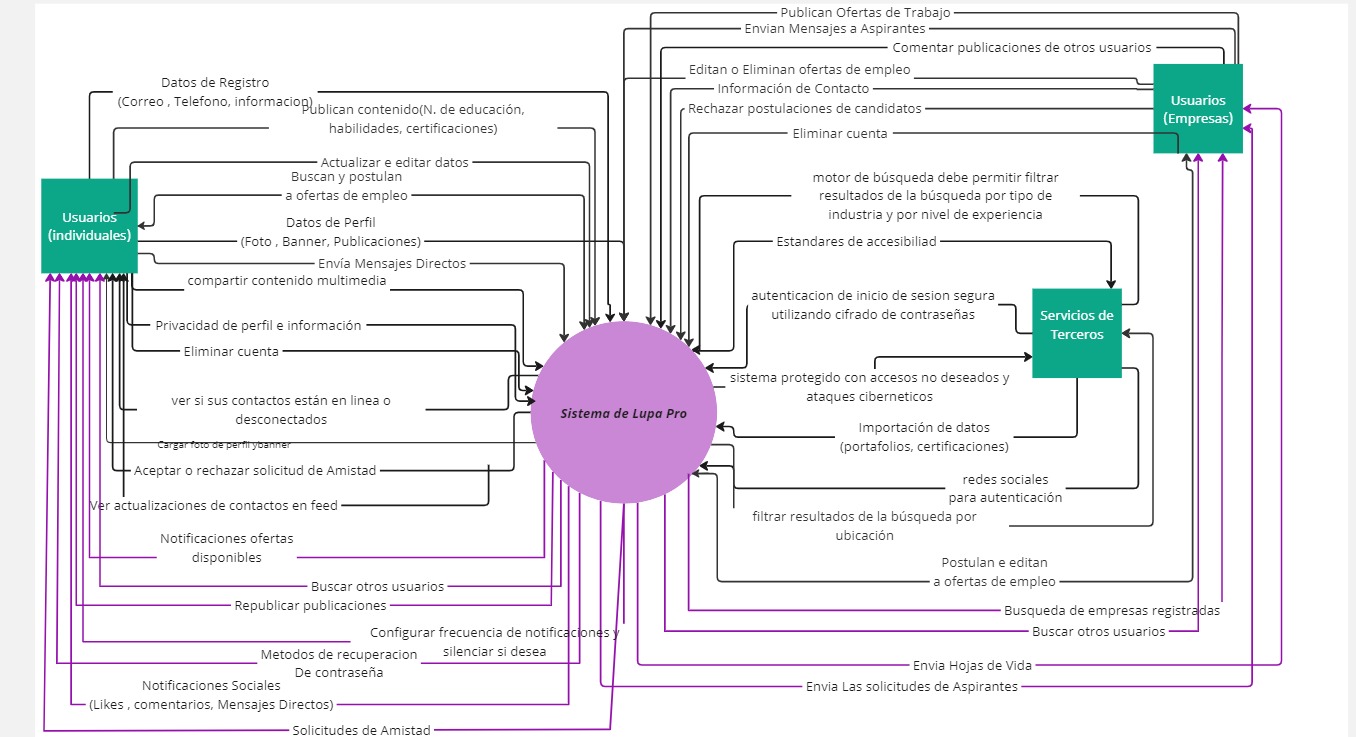 Publican Ofertas de Trabajo
Envian Mensajes a Aspirantes
Comentar publicaciones de otros usuarios
Editan o Eliminan ofertas de empleo
Información de Contacto
Rechazar postulaciones de candidatos
Eliminar cuenta
Usuarios
(Empresas)
Datos de Registro
(Correo , Telefono, informacion)
Publican contenido(N. de educación,
habilidades, certificaciones)
Actualizar e editar datos
Buscan y postulan
a ofertas de empleo
Datos de Perfil
(Foto , Banner, Publicaciones)
Envía Mensajes Directos
compartir contenido multimedia
Usuarios
(individuales)
Privacidad de perfil e información
Eliminar cuenta
ver si sus contactos están en linea o
desconectados
Cargar foto de perfil ybanner
Aceptar o rechazar solicitud de Amistad
Ver actualizaciones de contactos en feed
Sistema de Lupa Pro
motor de búsqueda debe permitir filtrar
resultados de la búsqueda por tipo de
industria y por nivel de experiencia
Estandares de accesibiliad
autenticacion de inicio de sesion segura
utilizando cifrado de contraseñas
Servicios de
Terceros
sistema protegido con accesos no deseados y
ataques ciberneticos
Importación de datos
(portafolios, certificaciones)
redes sociales
para autenticación
filtrar resultados de la búsqueda por
ubicación
Postulan e editan
a ofertas de empleo
Notificaciones ofertas
disponibles
Buscar otros usuarios
Republicar publicaciones
Configurar frecuencia de notificaciones y
silenciar si desea
Metodos de recuperacion
De contraseña
Notificaciones Sociales
(Likes , comentarios, Mensajes Directos)
Solicitudes de Amistad
Busqueda de empresas registradas
Buscar otros usuarios
Envia Hojas de Vida
Envia Las solicitudes de Aspirantes